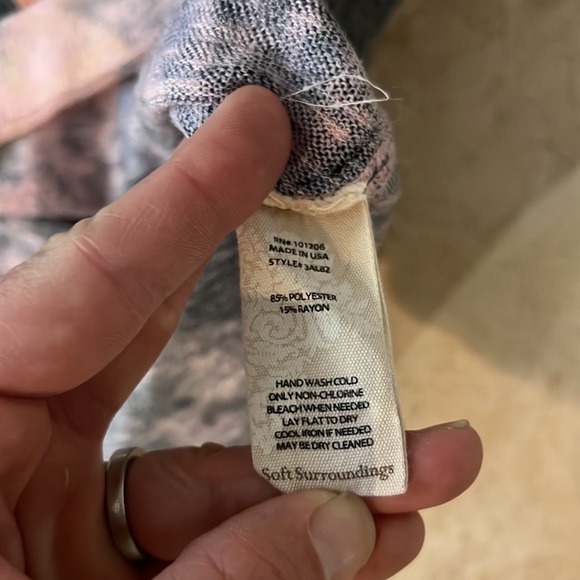 RN# 101206
MADE IN USA
STYLE# 3AL82
85% POLYESTER
15% RAYON
HAND WASH COLD
ONLY NON-CHLORINE
BLEACH WHEN NEEDED
LAY FLAT TO DRY
COOL IRON IF NEEDED
MAY BE DRY CLEANED
Soft Surroundings